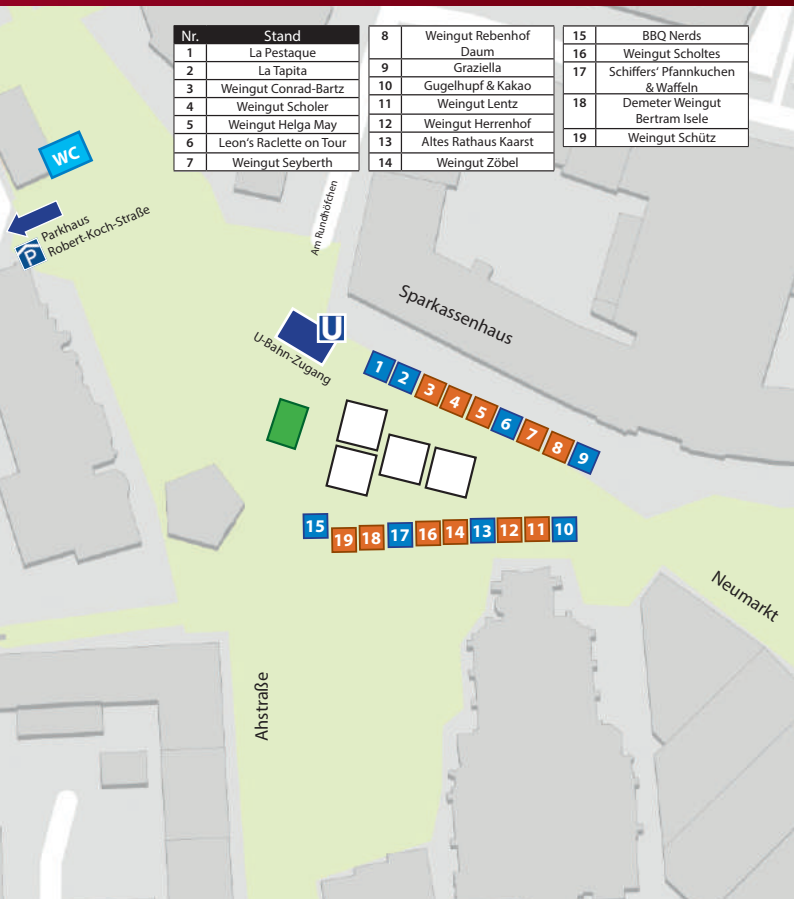 Nr. Stand
1 La Pestaque
2 La Tapita
3 Weingut Conrad-Bartz
4 Weingut Scholer
5 Weingut Helga May
6 Leon's Raclette on Tour
7 Weingut Seyberth
8 Weingut Rebenhof
Daum
9 Graziella
10 Gugelhupf & Kakao
11 Weingut Lentz
12 Weingut Herrenhof
13 Altes Rathaus Kaarst
14 Weingut Zöbel
15 BBQ Nerds
16 Weingut Scholtes
17 Schiffers' Pfannkuchen
& Waffeln
18 Demeter Weingut
Bertram Isele
19 Weingut Schütz
WC
Parkhaus
Robert-Koch-Straße
P
Am Rundhöfchen
Sparkassenhaus
U
U-Bahn-Zugang
1 2 3 4 5 6 7 8 9
15 19 18 17 16 14 13 12 11 10
Neumarkt
Ahstraße